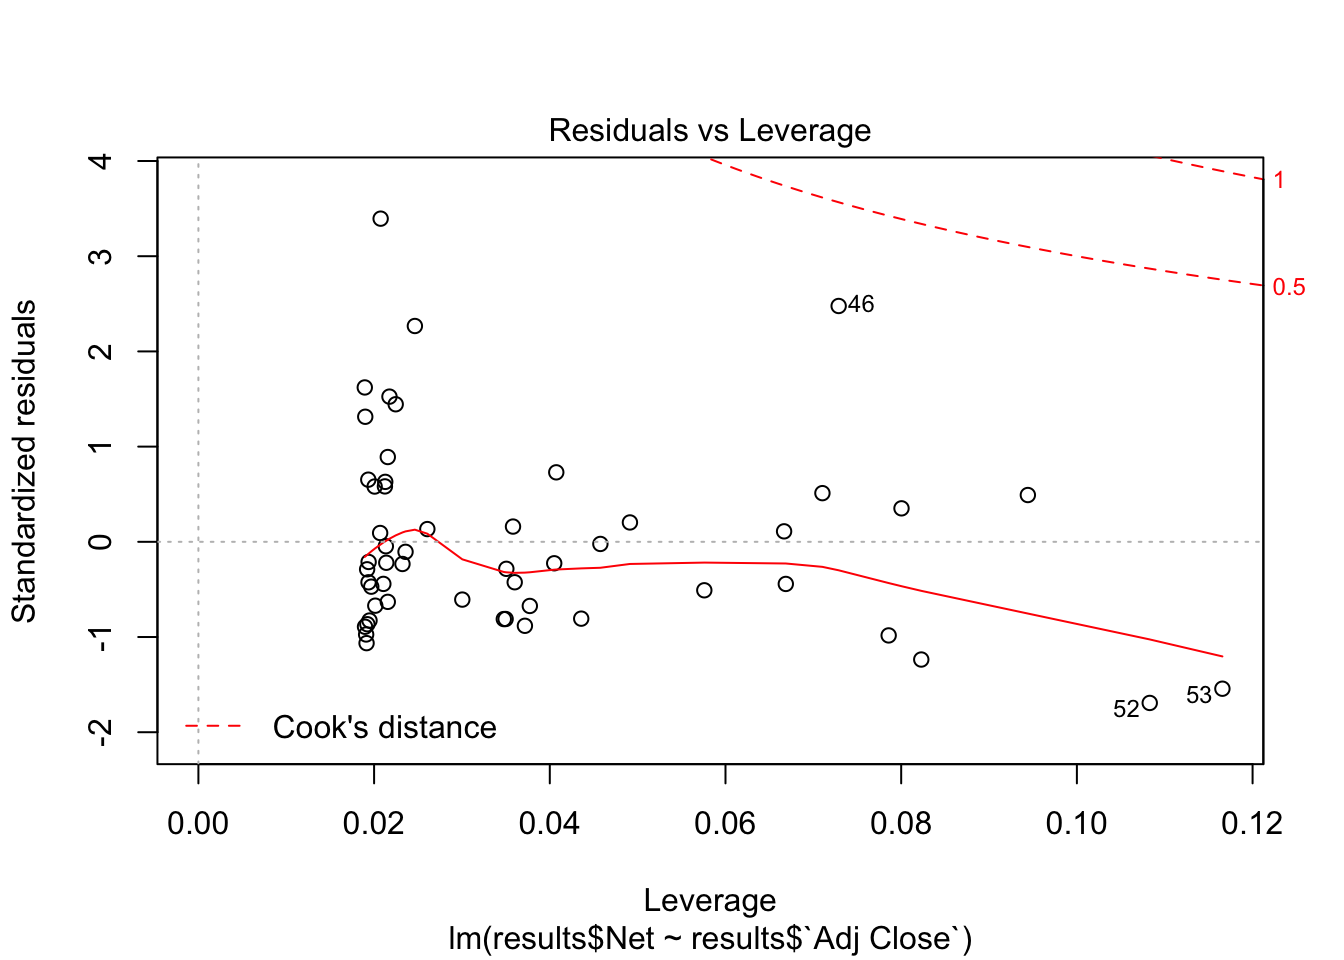 Residuals vs Leverage
Standardized residuals
4
3
2
1
0
-1
-2
1
0.5
46
52
53
Cook's distance
0.00 0.02 0.04 0.06 0.08 0.10 0.12
Leverage
lm(results$Net ~ results$`Adj Close`)